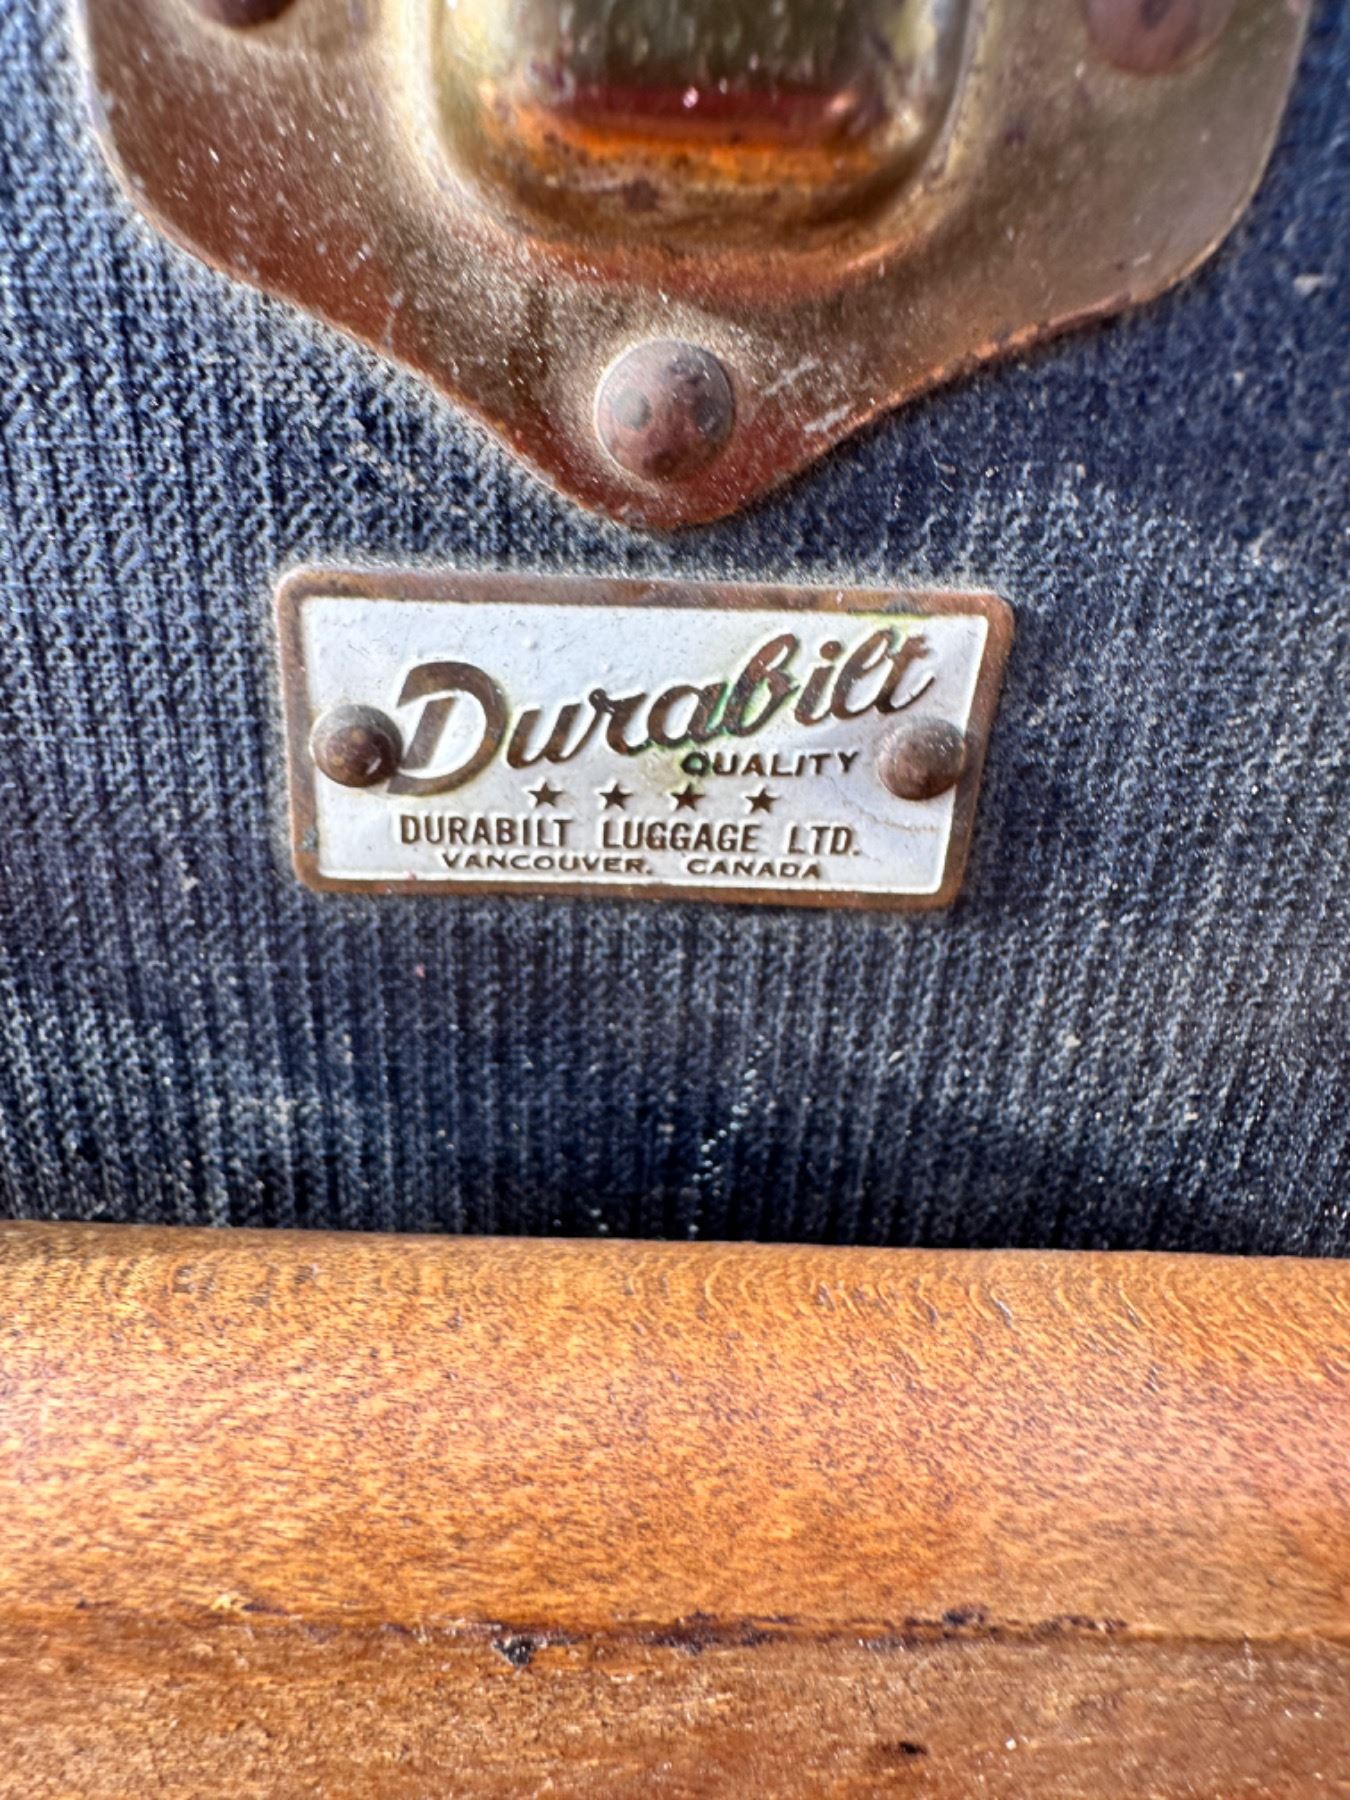 Durabilt
QUALITY
★ ★ ★ ★
DURABILT LUGGAGE LTD.
VANCOUVER, CANADA